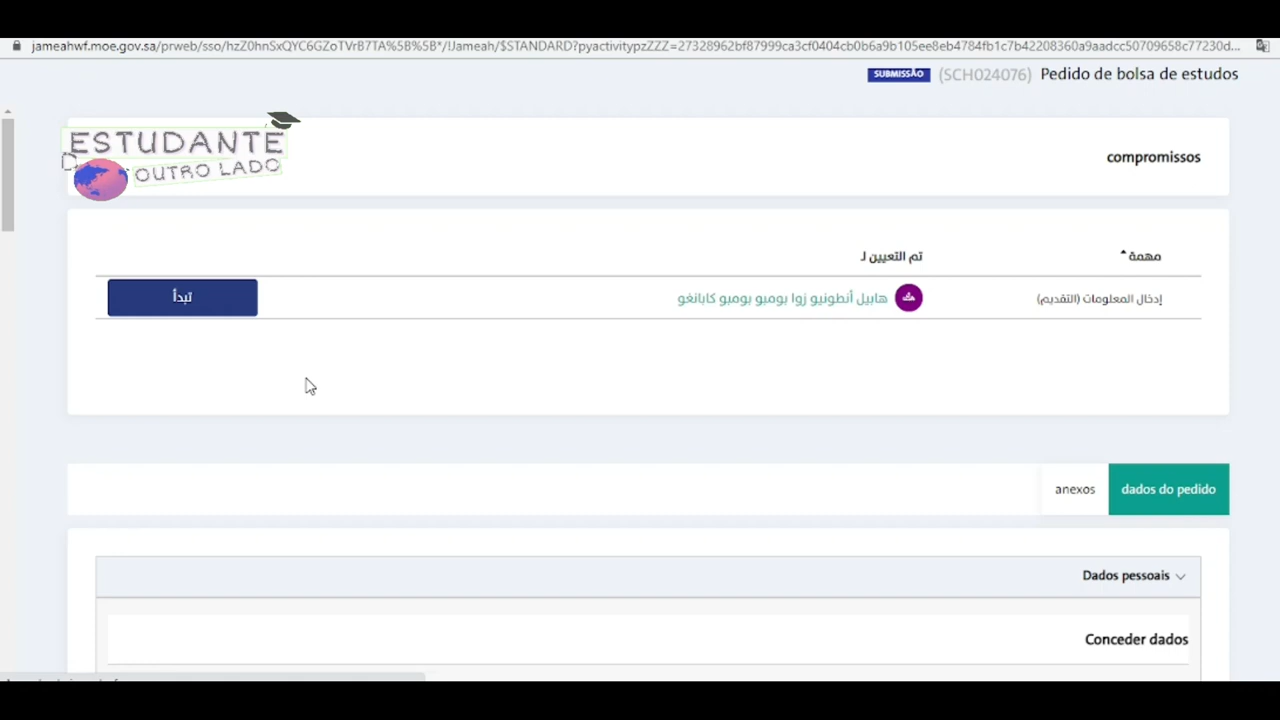 jameahwf.moe.gov.sa/prweb/sso/hzZ0hnSxQYC6GZoTVrB7TA%5B%5B*/!Jameah/$STANDARD?pyactivitypzZZZ=27328962bf87999ca3cf0404cb0b6a9b105ee8eb4784fb1c7b42208360a9aadcc50709658c77230d...
SUBMISSÃO (SCH024076) Pedido de bolsa de estudos
ESTUDANTE
OUTRO LADO
compromissos
مهمة تم التعيين لـ
إدخال المعلومات (التقديم) هابيل أنطونيو زوا بومبو بومبو كابانغو تبدأ
anexos dados do pedido
Dados pessoais
Conceder dados